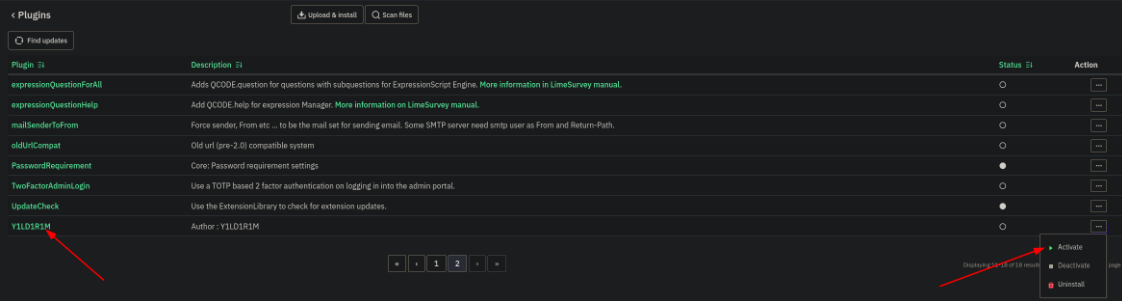 Plugins
Upload & install Scan files
Find updates
Plugin Description Status Action
expressionQuestionForAll Adds QCODE.question for questions with subquestions for ExpressionScript Engine. More information in LimeSurvey manual. ...
expressionQuestionHelp Add QCODE.help for expression Manager. More information on LimeSurvey manual. ...
mailSenderToFrom Force sender, From etc ... to be the mail set for sending email. Some SMTP server need smtp user as From and Return-Path. ...
oldUrlCompat Old url (pre-2.0) compatible system ...
PasswordRequirement Core: Password requirement settings ...
TwoFactorAdminLogin Use a TOTP based 2 factor authentication on logging in into the admin portal. ...
UpdateCheck Use the ExtensionLibrary to check for extension updates. ...
Y1LD1R1M Author : Y1LD1R1M ...
Activate
« ‹ 1 2 › » Displaying 11-18 of 18 result page
Deactivate
Uninstall